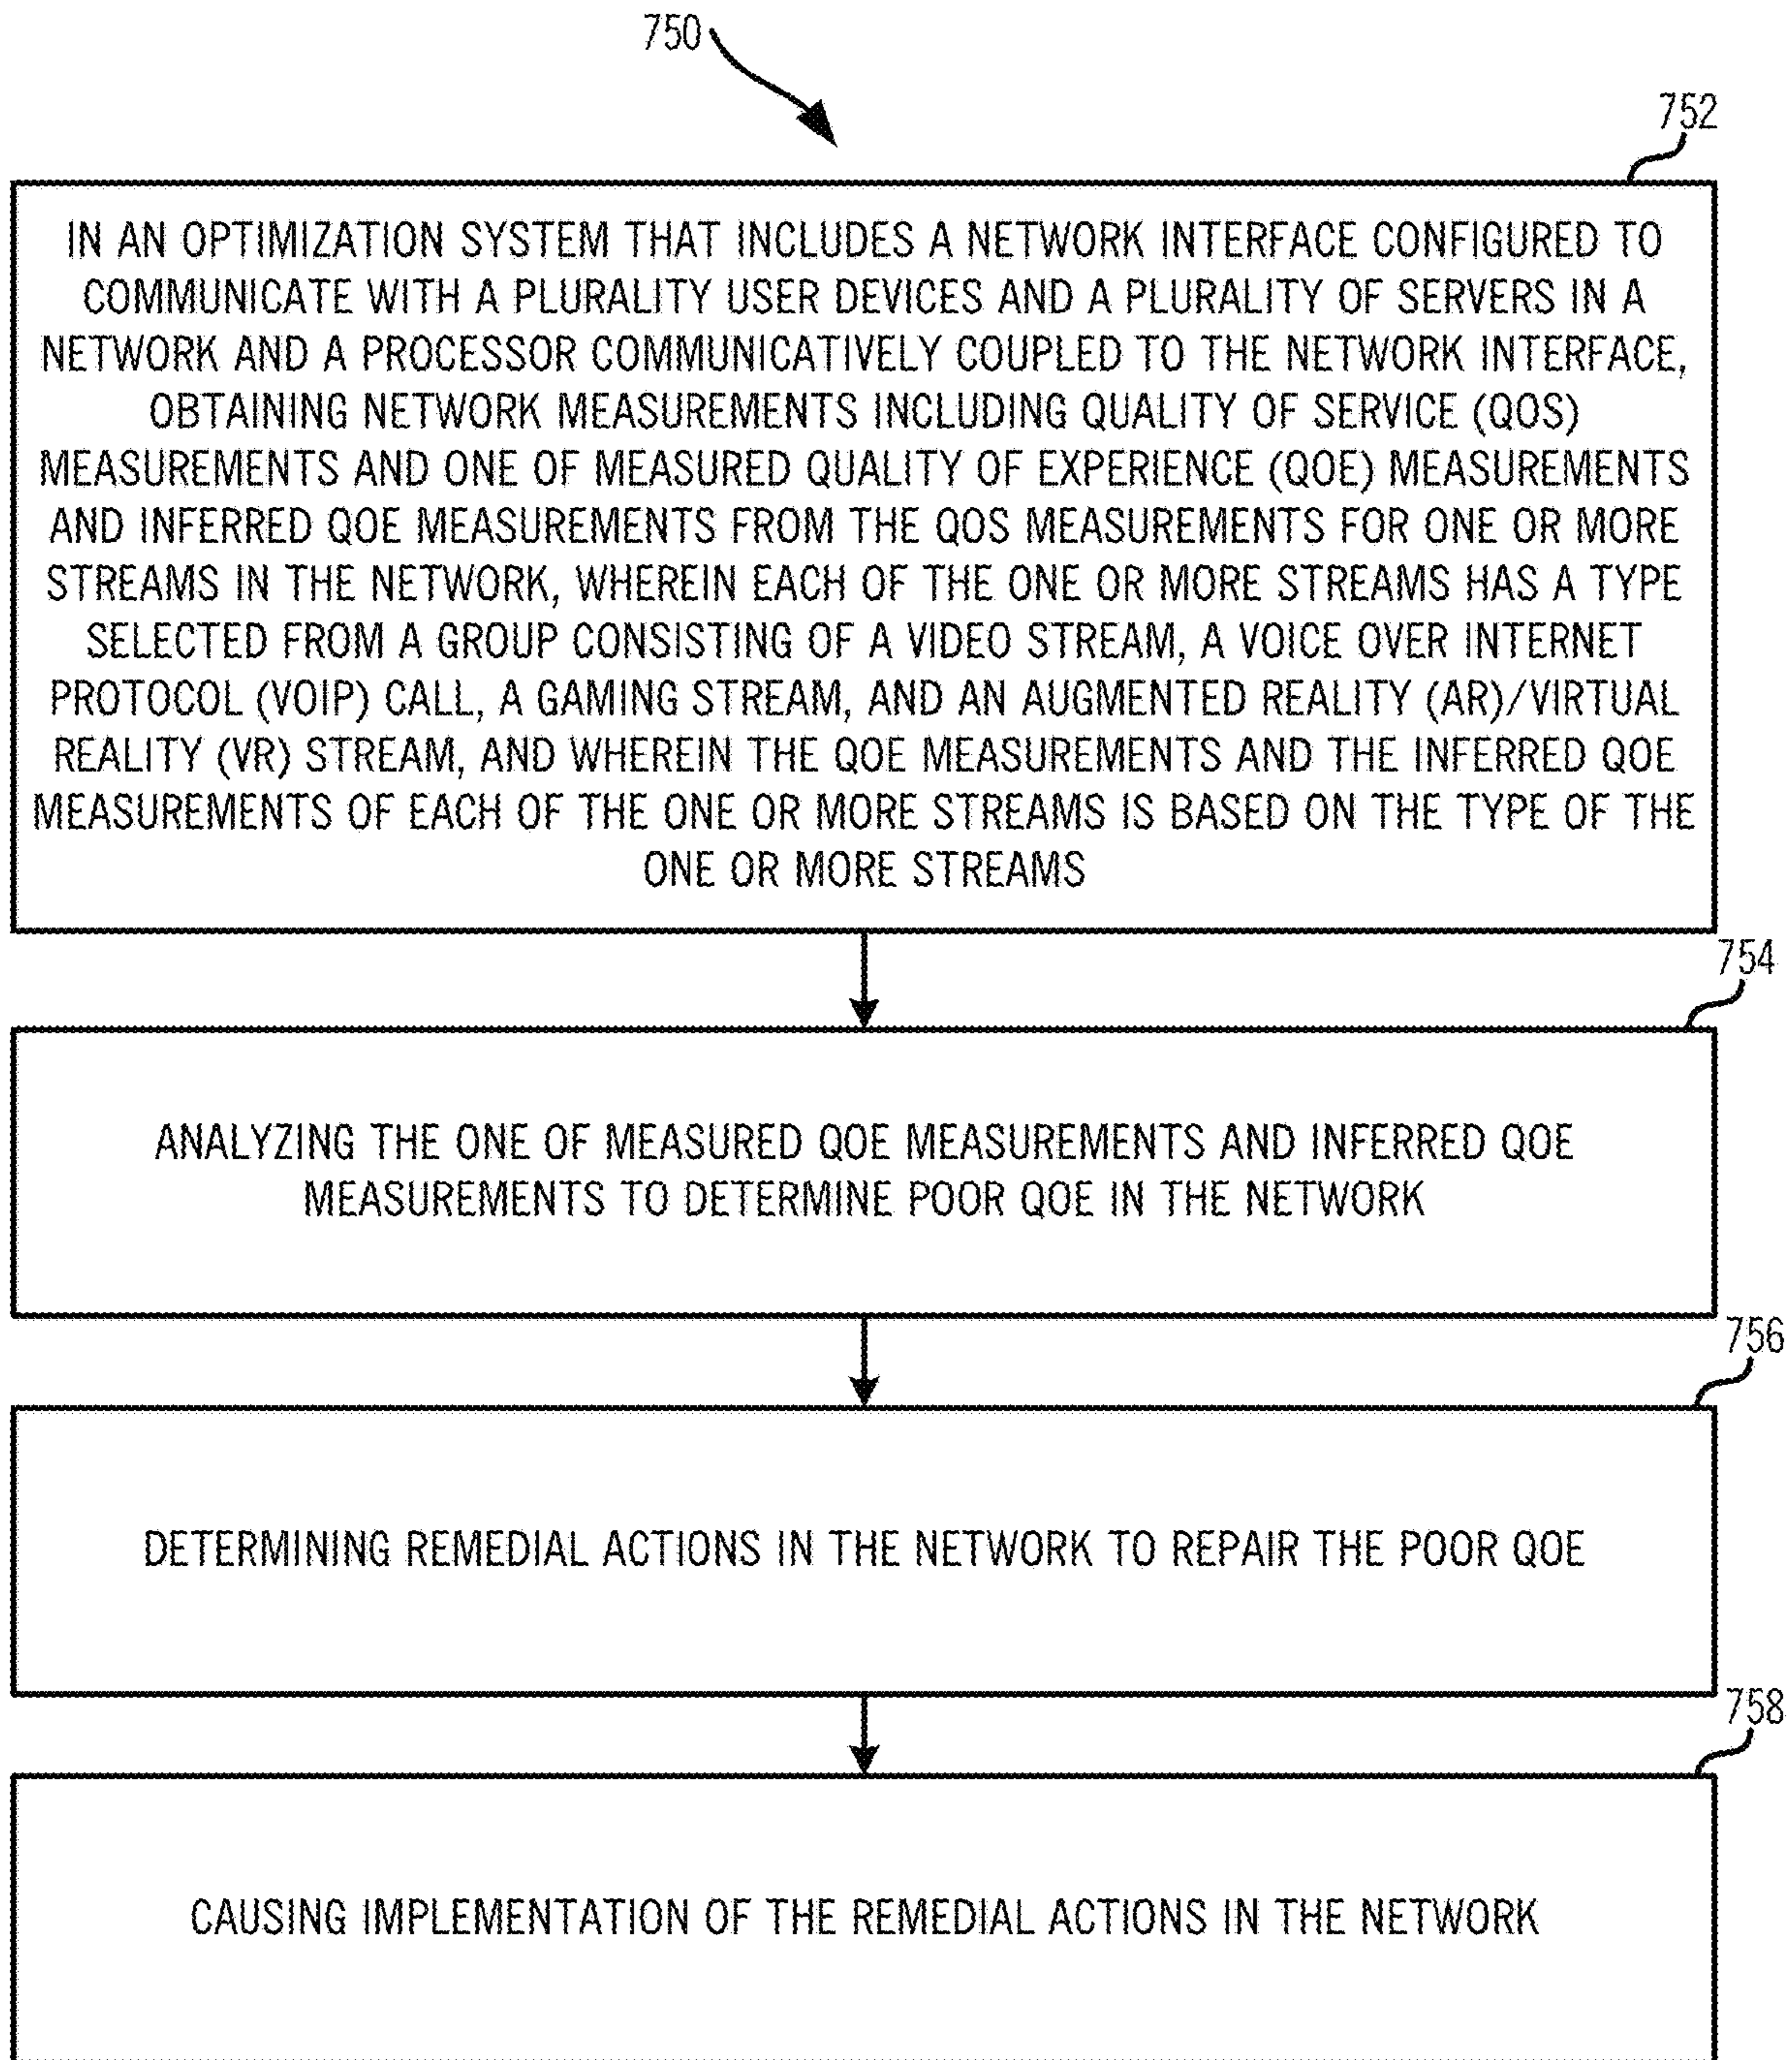 750
752
IN AN OPTIMIZATION SYSTEM THAT INCLUDES A NETWORK INTERFACE CONFIGURED TO
COMMUNICATE WITH A PLURALITY USER DEVICES AND A PLURALITY OF SERVERS IN A
NETWORK AND A PROCESSOR COMMUNICATIVELY COUPLED TO THE NETWORK INTERFACE,
OBTAINING NETWORK MEASUREMENTS INCLUDING QUALITY OF SERVICE (QOS)
MEASUREMENTS AND ONE OF MEASURED QUALITY OF EXPERIENCE (QOE) MEASUREMENTS
AND INFERRED QOE MEASUREMENTS FROM THE QOS MEASUREMENTS FOR ONE OR MORE
STREAMS IN THE NETWORK, WHEREIN EACH OF THE ONE OR MORE STREAMS HAS A TYPE
SELECTED FROM A GROUP CONSISTING OF A VIDEO STREAM, A VOICE OVER INTERNET
PROTOCOL (VOIP) CALL, A GAMING STREAM, AND AN AUGMENTED REALITY (AR)/VIRTUAL
REALITY (VR) STREAM, AND WHEREIN THE QOE MEASUREMENTS AND THE INFERRED QOE
MEASUREMENTS OF EACH OF THE ONE OR MORE STREAMS IS BASED ON THE TYPE OF THE
ONE OR MORE STREAMS
754
ANALYZING THE ONE OF MEASURED QOE MEASUREMENTS AND INFERRED QOE
MEASUREMENTS TO DETERMINE POOR QOE IN THE NETWORK
756
DETERMINING REMEDIAL ACTIONS IN THE NETWORK TO REPAIR THE POOR QOE
758
CAUSING IMPLEMENTATION OF THE REMEDIAL ACTIONS IN THE NETWORK